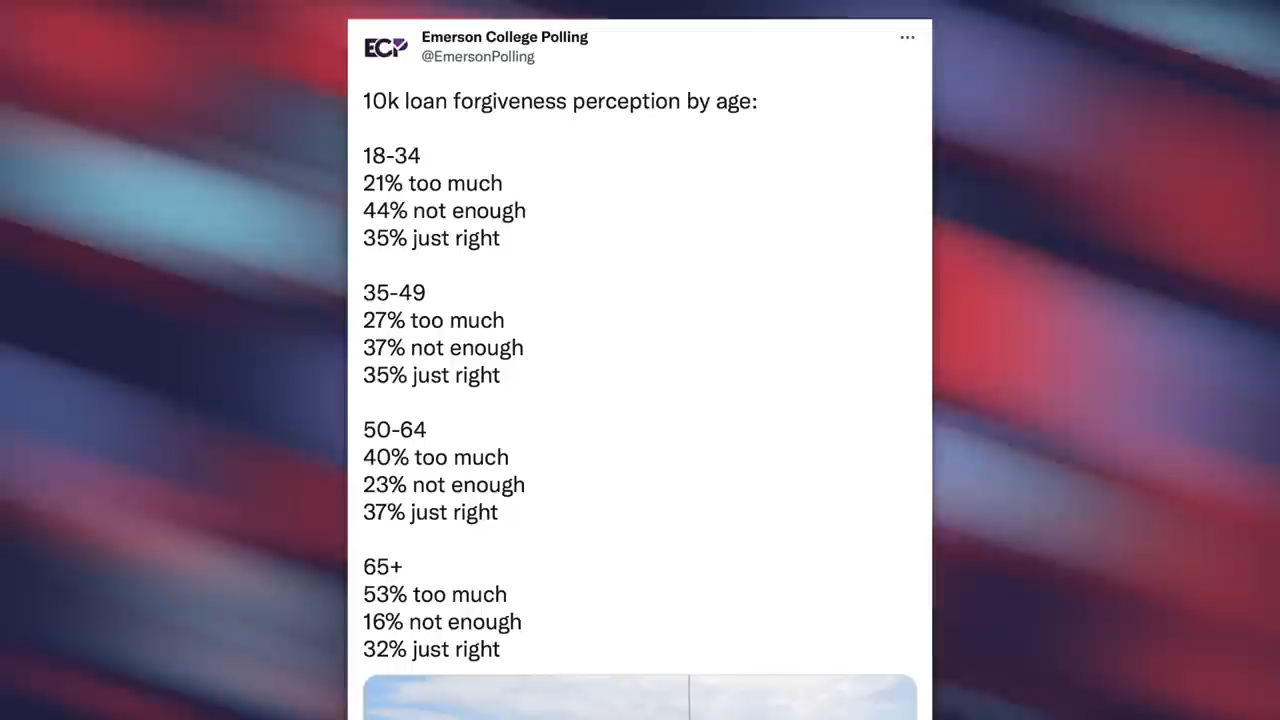 ECP
Emerson College Polling
@EmersonPolling
10k loan forgiveness perception by age:
18-34
21% too much
44% not enough
35% just right
35-49
27% too much
37% not enough
35% just right
50-64
40% too much
23% not enough
37% just right
65+
53% too much
16% not enough
32% just right